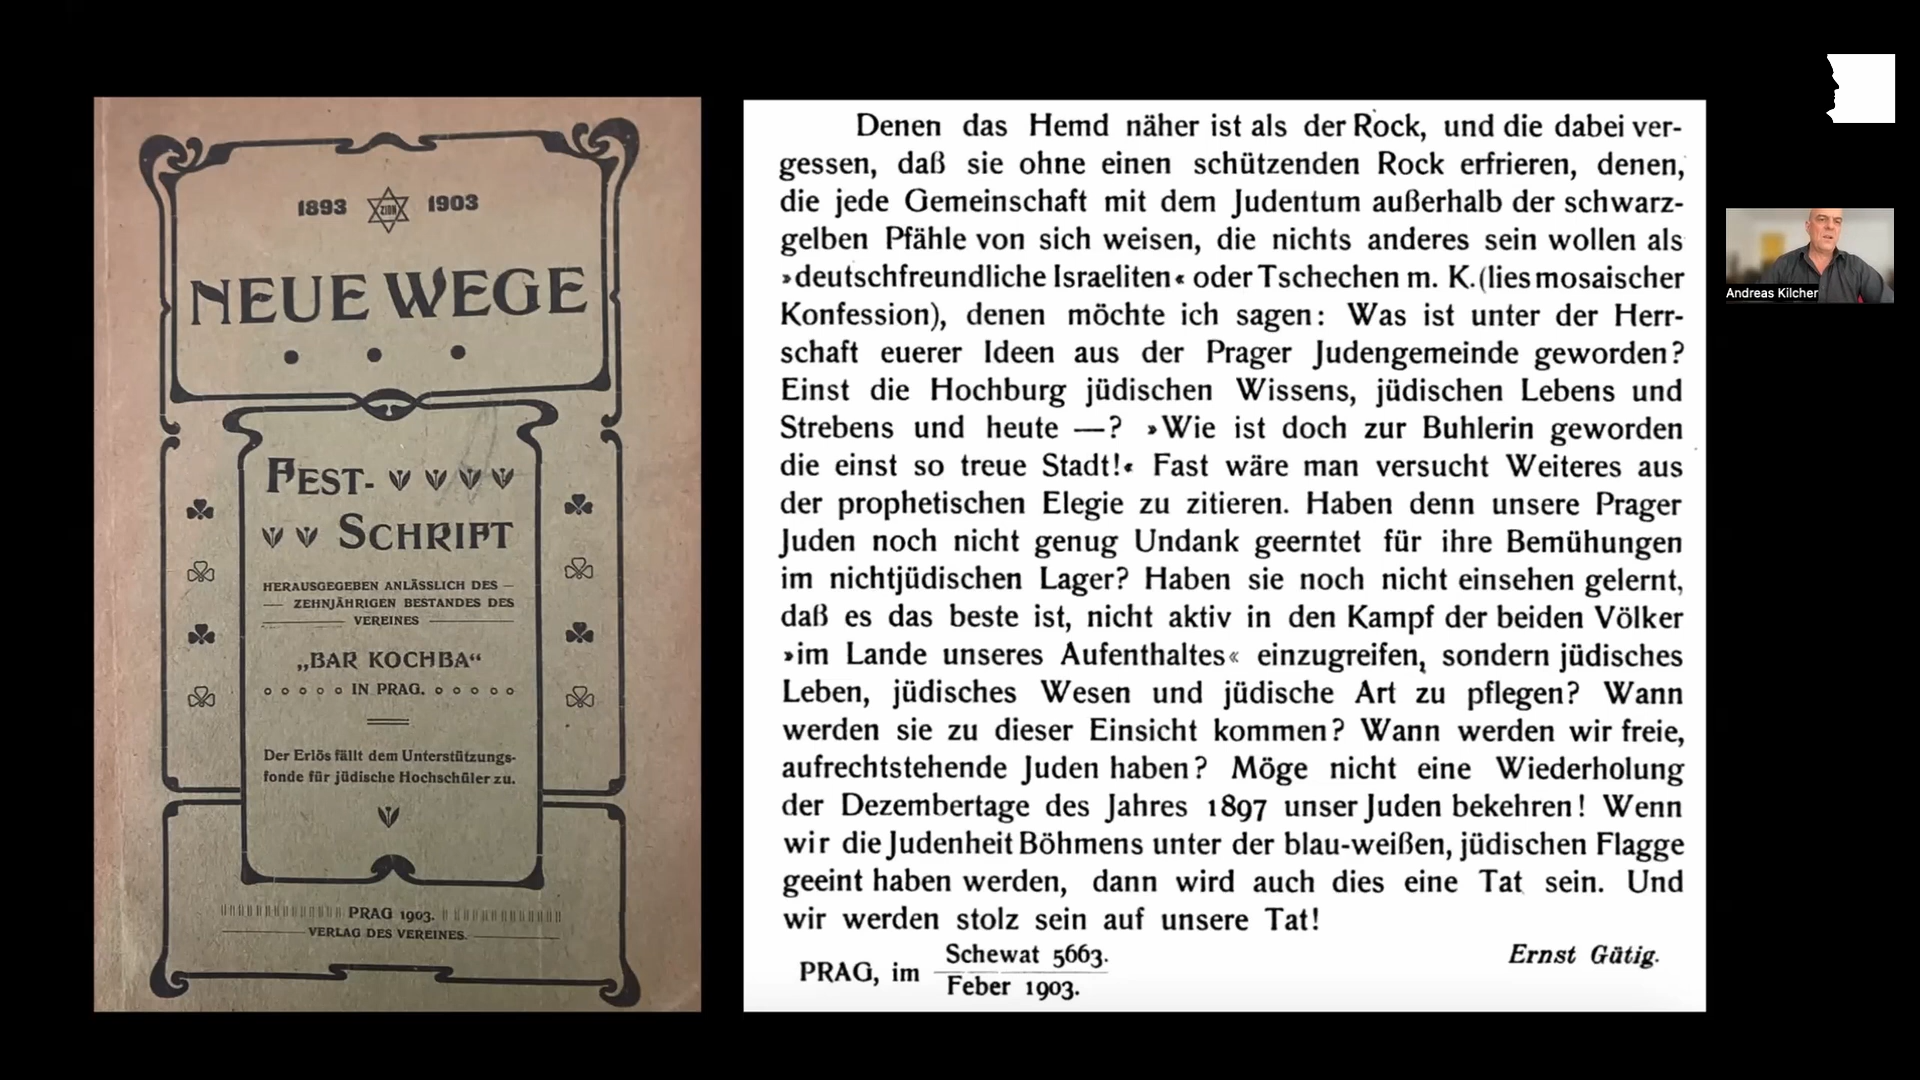 1893 ZION 1903
NEUE WEGE
FEST-
SCHRIFT
HERAUSGEGEBEN ANLÄSSLICH DES —
— ZEHNJÄHRIGEN BESTANDES DES
VEREINES
„BAR KOCHBA“
IN PRAG.
Der Erlös fällt dem Unterstützungs-
fonde für jüdische Hochschüler zu.
PRAG 1903.
VERLAG DES VEREINES.
Denen das Hemd näher ist als der Rock, und die dabei ver-
gessen, daß sie ohne einen schützenden Rock erfrieren, denen,
die jede Gemeinschaft mit dem Judentum außerhalb der schwarz-
gelben Pfähle von sich weisen, die nichts anderes sein wollen als
»deutschfreundliche Israeliten« oder Tschechen m. K. (lies mosaischer
Konfession), denen möchte ich sagen: Was ist unter der Herr-
schaft euerer Ideen aus der Prager Judengemeinde geworden?
Einst die Hochburg jüdischen Wissens, jüdischen Lebens und
Strebens und heute —? »Wie ist doch zur Buhlerin geworden
die einst so treue Stadt!« Fast wäre man versucht Weiteres aus
der prophetischen Elegie zu zitieren. Haben denn unsere Prager
Juden noch nicht genug Undank geerntet für ihre Bemühungen
im nichtjüdischen Lager? Haben sie noch nicht einsehen gelernt,
daß es das beste ist, nicht aktiv in den Kampf der beiden Völker
»im Lande unseres Aufenthaltes« einzugreifen, sondern jüdisches
Leben, jüdisches Wesen und jüdische Art zu pflegen? Wann
werden sie zu dieser Einsicht kommen? Wann werden wir freie,
aufrechtstehende Juden haben? Möge nicht eine Wiederholung
der Dezembertage des Jahres 1897 unser Juden bekehren! Wenn
wir die Judenheit Böhmens unter der blau-weißen, jüdischen Flagge
geeint haben werden, dann wird auch dies eine Tat sein. Und
wir werden stolz sein auf unsere Tat!
PRAG, im Schewat 5663.
Feber 1903.
Ernst Gütig.
Andreas Kilcher